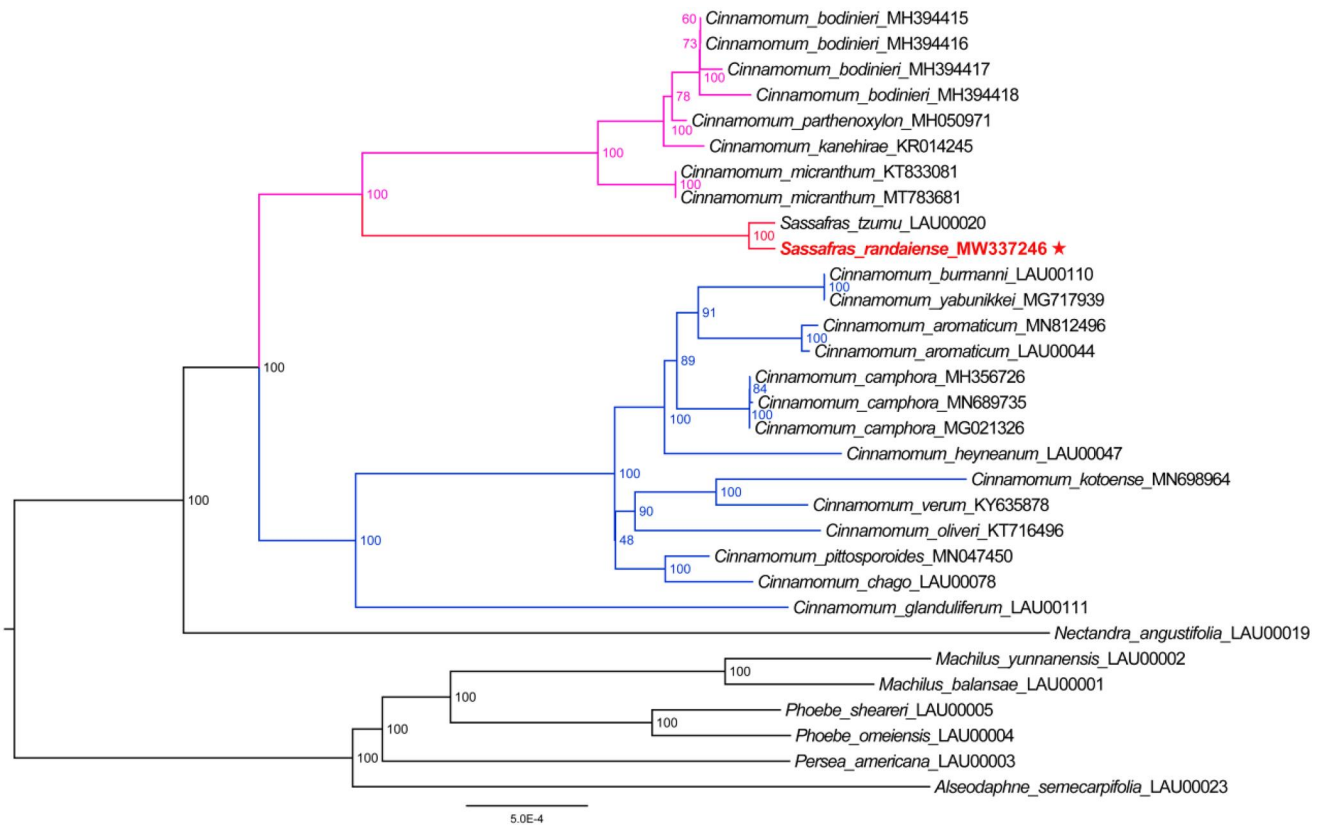 60
Cinnamomum_bodinieri_MH394415
73
Cinnamomum_bodinieri_MH394416
Cinnamomum_bodinieri_MH394417
100
Cinnamomum_bodinieri_MH394418
78
Cinnamomum_parthenoxylon_MH050971
100
Cinnamomum_kanehirae_KR014245
100
Cinnamomum_micranthum_KT833081
100
Cinnamomum_micranthum_MT783681
100
Sassafras_tzumu_LAU00020
100
Sassafras_randaiense_MW337246 ★
Cinnamomum_burmanni_LAU00110
100
Cinnamomum_yabunikkei_MG717939
91
Cinnamomum_aromaticum_MN812496
100
Cinnamomum_aromaticum_LAU00044
89
100
Cinnamomum_camphora_MH356726
84
Cinnamomum_camphora_MN689735
100
100
Cinnamomum_camphora_MG021326
Cinnamomum_heyneanum_LAU00047
100
Cinnamomum_kotoense_MN698964
100
Cinnamomum_verum_KY635878
100
90
Cinnamomum_oliveri_KT716496
48
100
Cinnamomum_pittosporoides_MN047450
100
Cinnamomum_chago_LAU00078
Cinnamomum_glanduliferum_LAU00111
Nectandra_angustifolia_LAU00019
Machilus_yunnanensis_LAU00002
100
Machilus_balansae_LAU00001
100
Phoebe_sheareri_LAU00005
100
100
Phoebe_omeiensis_LAU00004
100
Persea_americana_LAU00003
Alseodaphne_semecarpifolia_LAU00023
5.0E-4